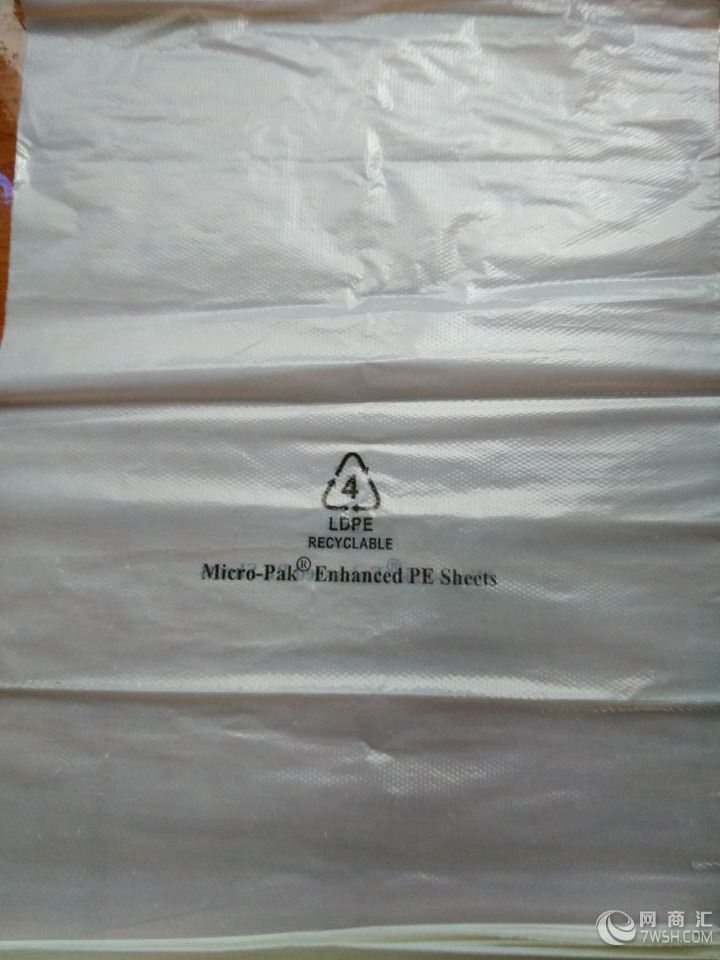 4
LDPE
RECYCLABLE
Micro-Pak® Enhanced PE Sheets
网商汇
7WSH.COM